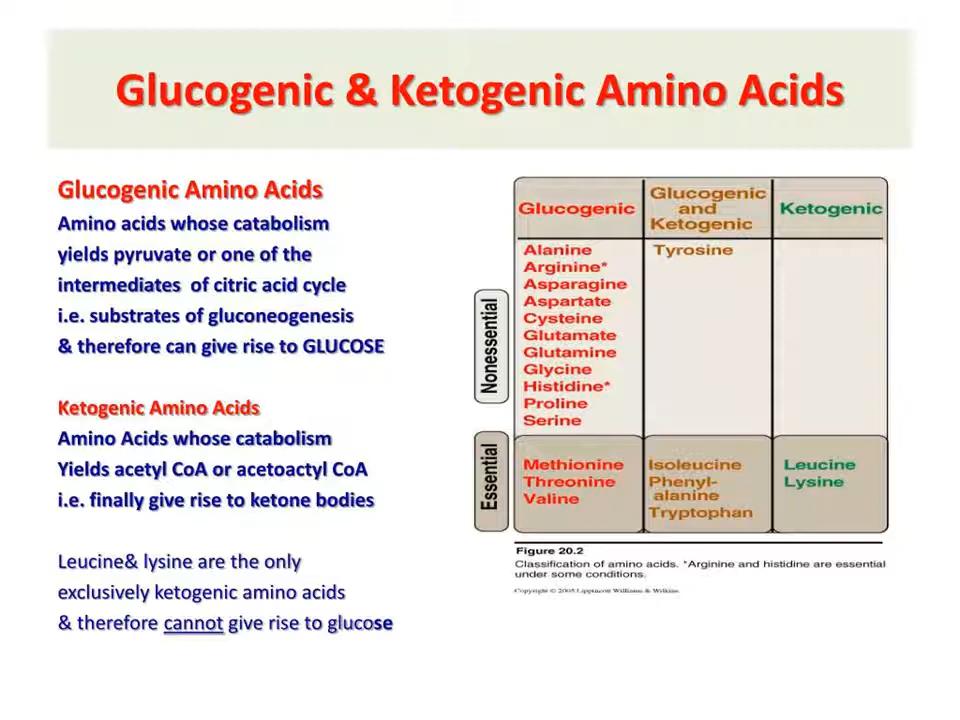 Glucogenic & Ketogenic Amino Acids
Glucogenic Amino Acids
Amino acids whose catabolism
yields pyruvate or one of the
intermediates of citric acid cycle
i.e. substrates of gluconeogenesis
& therefore can give rise to GLUCOSE
Ketogenic Amino Acids
Amino Acids whose catabolism
Yields acetyl CoA or acetoactyl CoA
i.e. finally give rise to ketone bodies
Leucine& lysine are the only
exclusively ketogenic amino acids
& therefore cannot give rise to glucose
Glucogenic
Glucogenic
and
Ketogenic
Ketogenic
Nonessential
Alanine
Arginine*
Asparagine
Aspartate
Cysteine
Glutamate
Glutamine
Glycine
Histidine*
Proline
Serine
Tyrosine
Essential
Methionine
Threonine
Valine
Isoleucine
Phenyl-
alanine
Tryptophan
Leucine
Lysine
Figure 20.2
Classification of amino acids. *Arginine and histidine are essential
under some conditions.
Copyright © 2005 Lippincott Williams & Wilkins